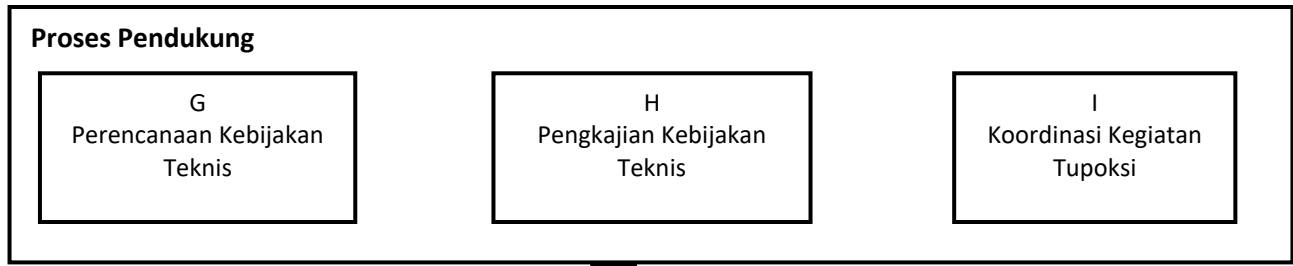 Proses Pendukung
G
Perencanaan Kebijakan
Teknis
H
Pengkajian Kebijakan
Teknis
I
Koordinasi Kegiatan
Tupoksi